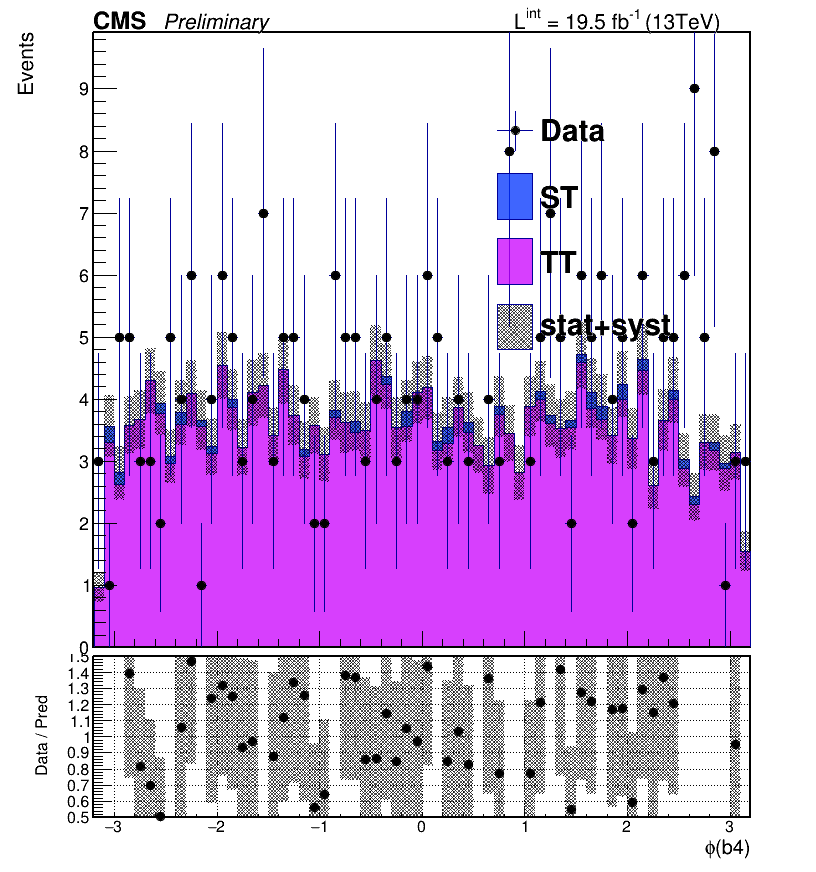 CMS Preliminary L^int = 19.5 fb^-1 (13TeV)
Events
9
8
7
6
5
4
3
2
1
0
Data
ST
TT
stat+syst
Data / Pred
1.5
1.4
1.3
1.2
1.1
1
0.9
0.8
0.7
0.6
0.5
−3 −2 −1 0 1 2 3
ϕ(b4)